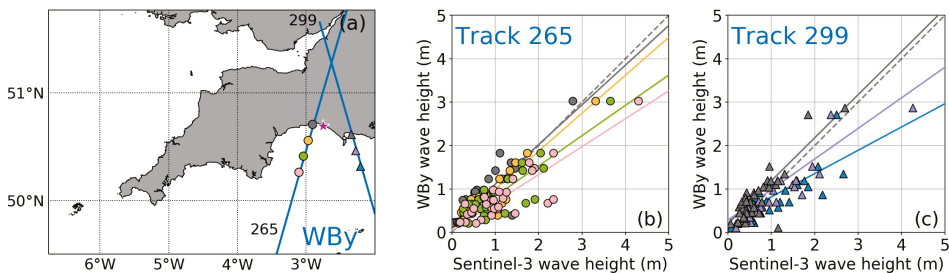 299
(a)
51°N
50°N
265
WBy
6°W 5°W 4°W 3°W
Track 265
WBy wave height (m)
5
4
3
2
1
0
(b)
0 1 2 3 4 5
Sentinel-3 wave height (m)
Track 299
WBy wave height (m)
5
4
3
2
1
0
(c)
0 1 2 3 4 5
Sentinel-3 wave height (m)